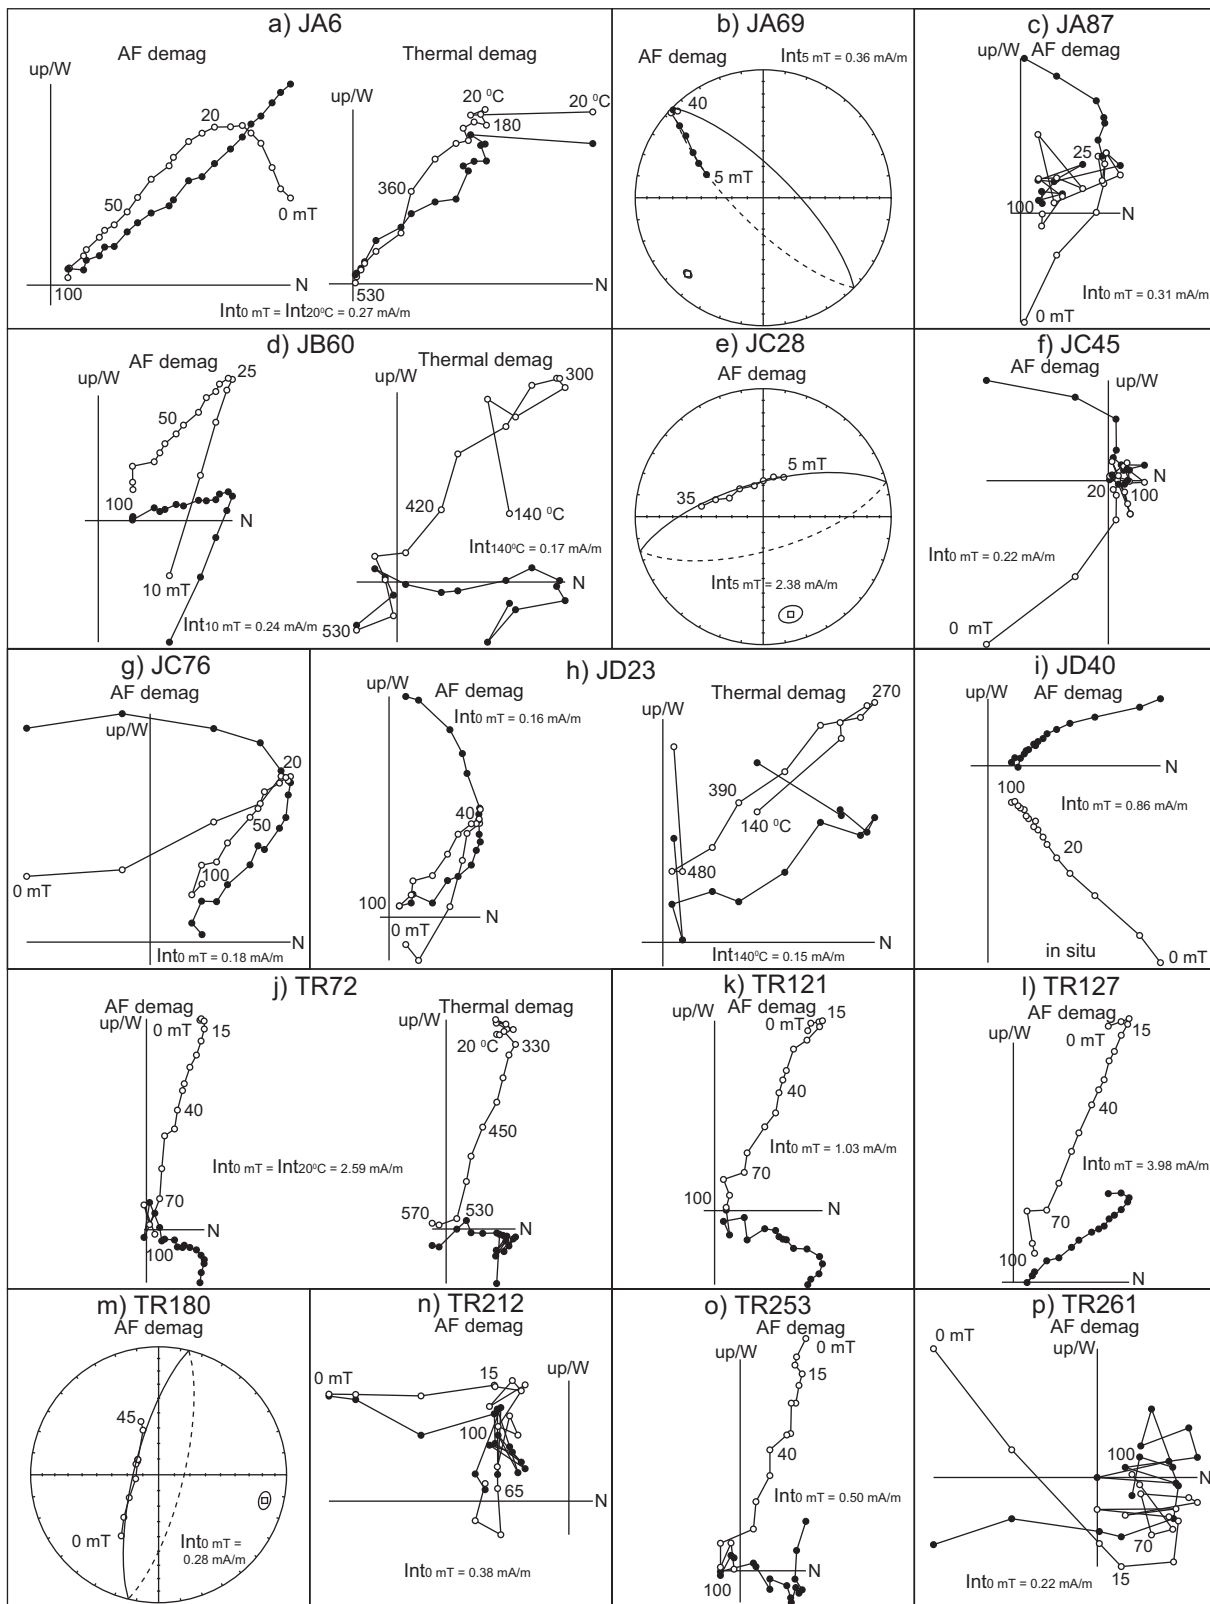 a) JA6
AF demag
Thermal demag
up/W
20
50
0 mT
100
N
up/W
20 ⁰C
20 ⁰C
180
360
530
N
Int0 mT = Int20⁰C = 0.27 mA/m
b) JA69
AF demag
Int5 mT = 0.36 mA/m
40
5 mT
c) JA87
up/W
AF demag
25
100
N
Int0 mT = 0.31 mA/m
0 mT
d) JB60
AF demag
Thermal demag
up/W
25
50
100
N
10 mT
Int10 mT = 0.24 mA/m
up/W
300
420
140 ⁰C
Int140⁰C = 0.17 mA/m
N
530
e) JC28
AF demag
5 mT
35
Int5 mT = 2.38 mA/m
f) JC45
AF demag
up/W
N
20
100
Int0 mT = 0.22 mA/m
0 mT
g) JC76
AF demag
up/W
20
50
100
0 mT
N
Int0 mT = 0.18 mA/m
h) JD23
up/W
AF demag
Int0 mT = 0.16 mA/m
40
100
N
0 mT
Thermal demag
up/W
270
390
140 ⁰C
480
N
Int140⁰C = 0.15 mA/m
i) JD40
up/W
AF demag
N
100
Int0 mT = 0.86 mA/m
20
in situ
0 mT
j) TR72
AF demag
Thermal demag
up/W
0 mT
15
40
Int0 mT = Int20⁰C = 2.59 mA/m
70
N
100
up/W
20 ⁰C
330
450
570
530
N
k) TR121
AF demag
up/W
0 mT
15
40
Int0 mT = 1.03 mA/m
70
100
N
l) TR127
AF demag
up/W
0 mT
15
40
Int0 mT = 3.98 mA/m
70
100
N
m) TR180
AF demag
45
0 mT
Int0 mT =
0.28 mA/m
n) TR212
AF demag
up/W
0 mT
15
100
65
N
Int0 mT = 0.38 mA/m
o) TR253
AF demag
up/W
0 mT
15
40
Int0 mT = 0.50 mA/m
100
N
p) TR261
AF demag
0 mT
up/W
100
N
70
15
Int0 mT = 0.22 mA/m